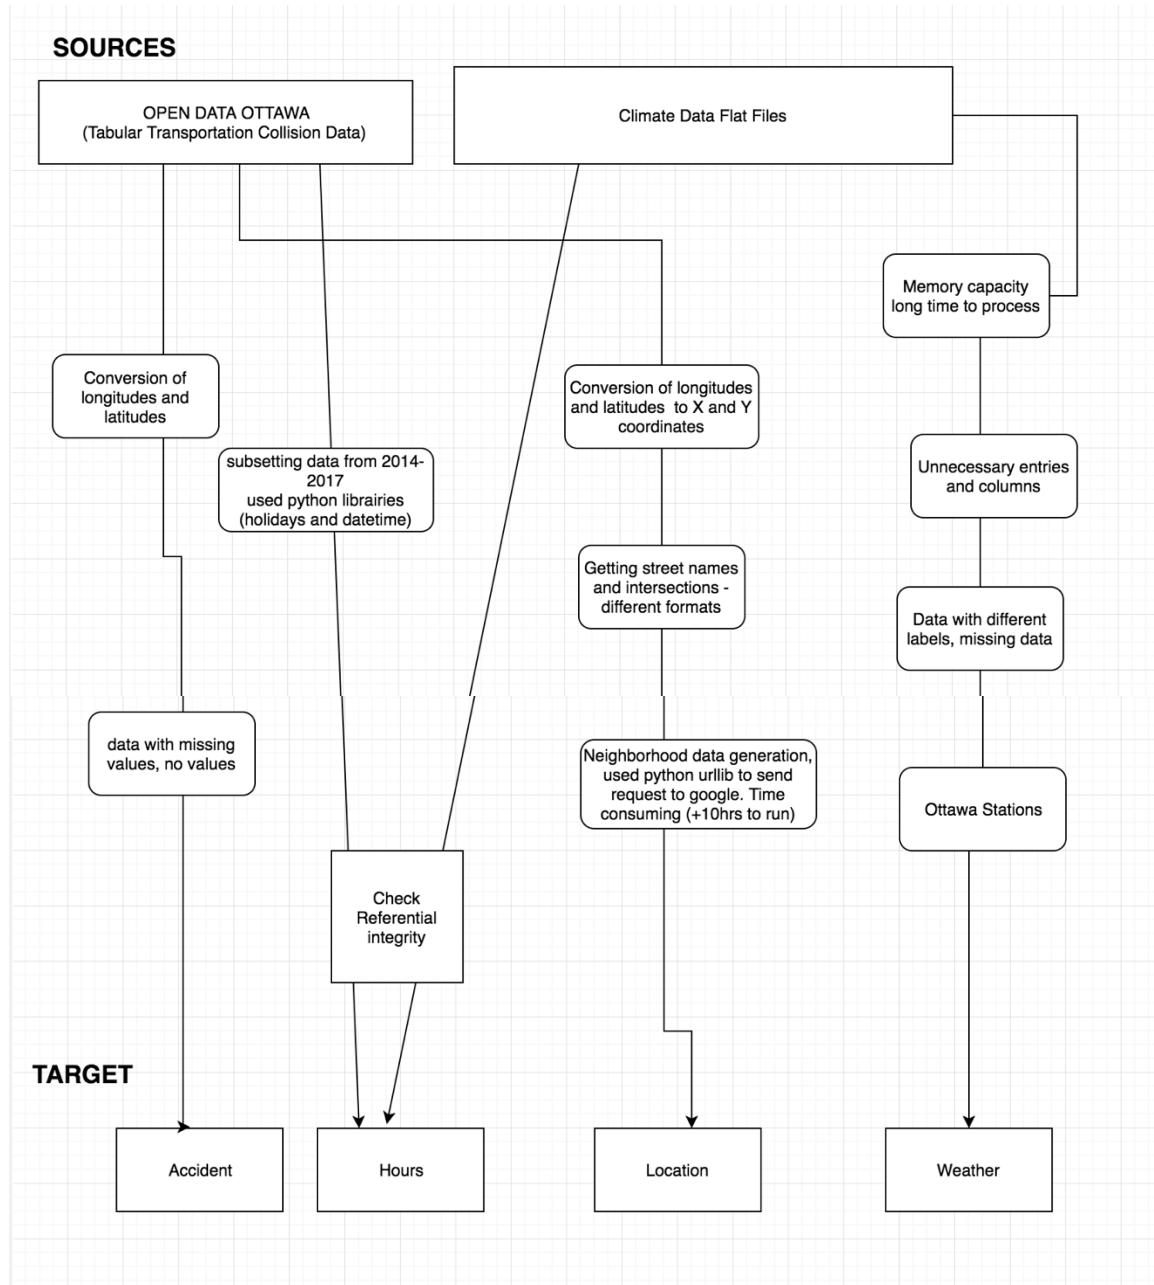 SOURCES
OPEN DATA OTTAWA
(Tabular Transportation Collision Data)
Climate Data Flat Files
Memory capacity
long time to process
Conversion of
longitudes and
latitudes
Conversion of longitudes
and latitudes  to X and Y
coordinates
subsetting data from 2014-
2017
used python librairies
(holidays and datetime)
Unnecessary entries
and columns
Getting street names
and intersections -
different formats
Data with different
labels, missing data
data with missing
values, no values
Neighborhood data generation,
used python urllib to send
request to google. Time
consuming (+10hrs to run)
Ottawa Stations
Check
Referential
integrity
TARGET
Accident
Hours
Location
Weather